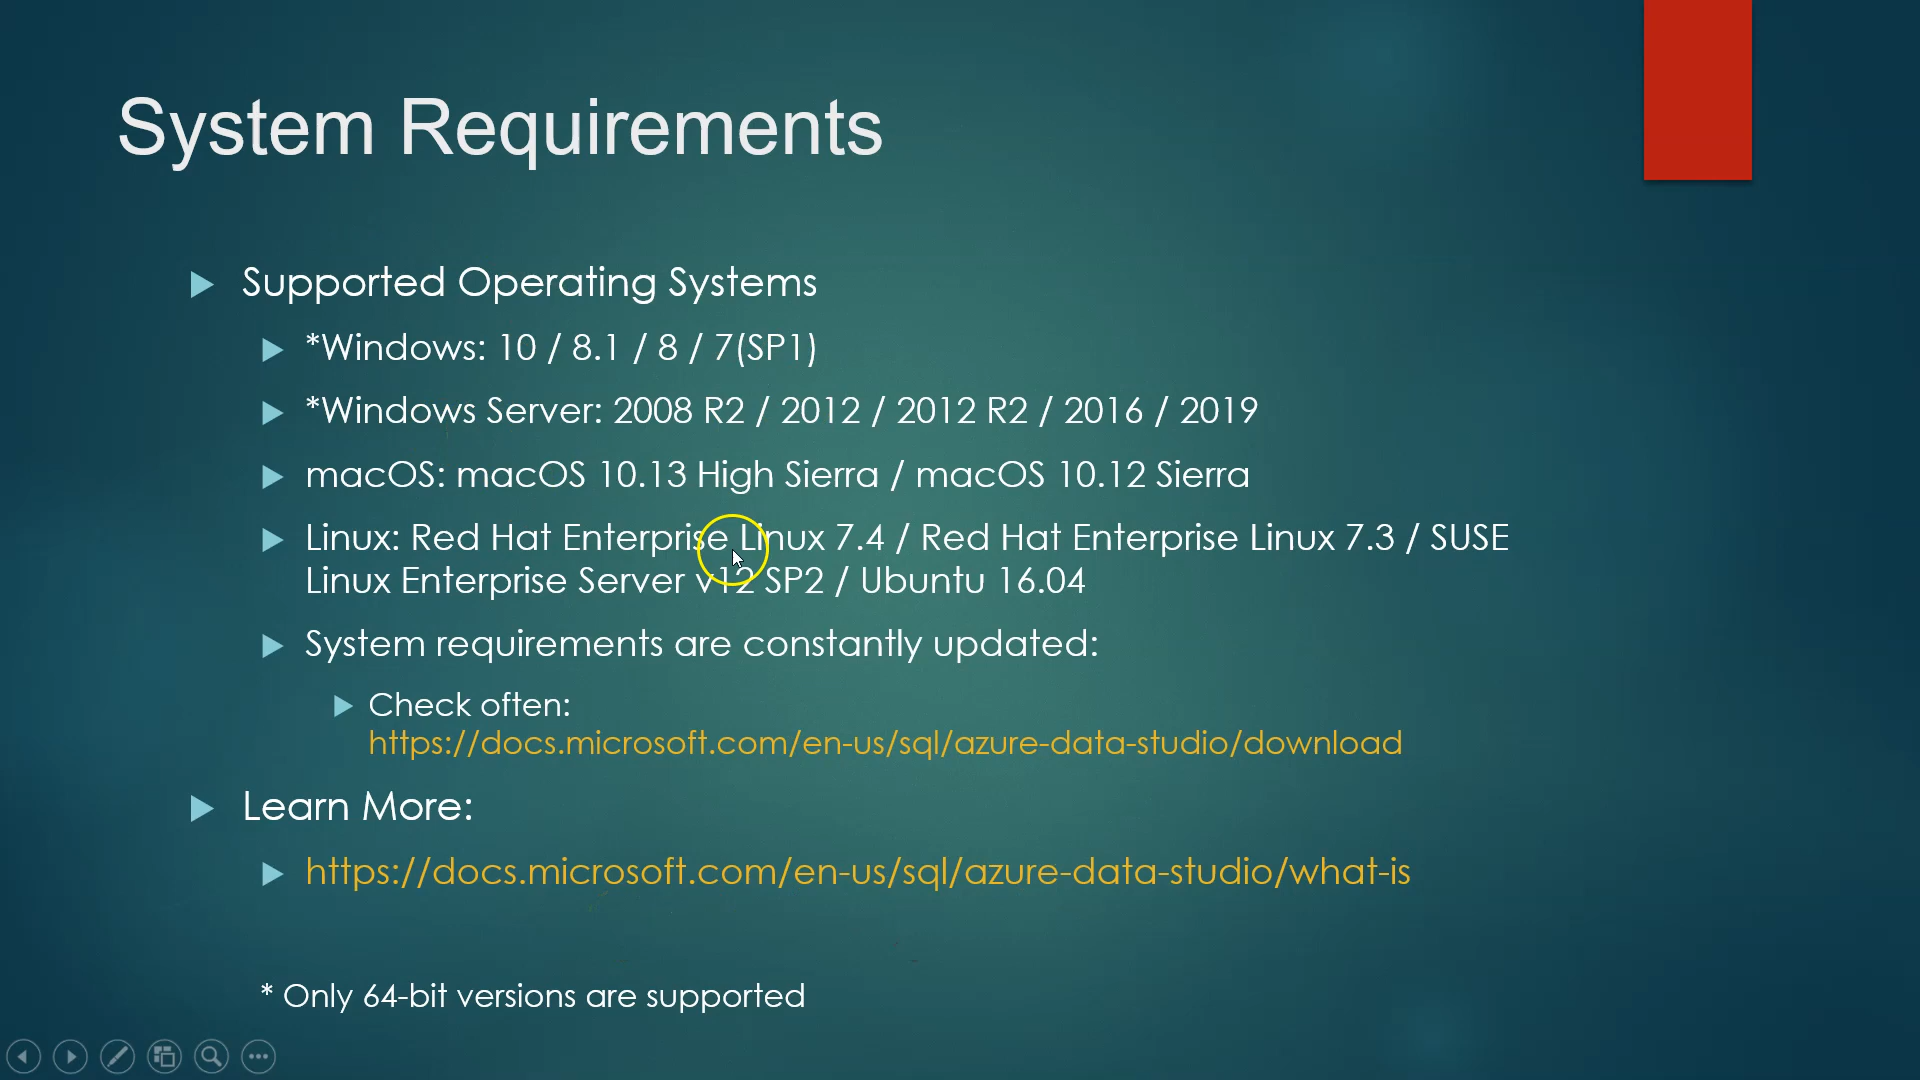 System Requirements
Supported Operating Systems
*Windows: 10 / 8.1 / 8 / 7(SP1)
*Windows Server: 2008 R2 / 2012 / 2012 R2 / 2016 / 2019
macOS: macOS 10.13 High Sierra / macOS 10.12 Sierra
Linux: Red Hat Enterprise Linux 7.4 / Red Hat Enterprise Linux 7.3 / SUSE
Linux Enterprise Server v12 SP2 / Ubuntu 16.04
System requirements are constantly updated:
Check often:
https://docs.microsoft.com/en-us/sql/azure-data-studio/download
Learn More:
https://docs.microsoft.com/en-us/sql/azure-data-studio/what-is
* Only 64-bit versions are supported